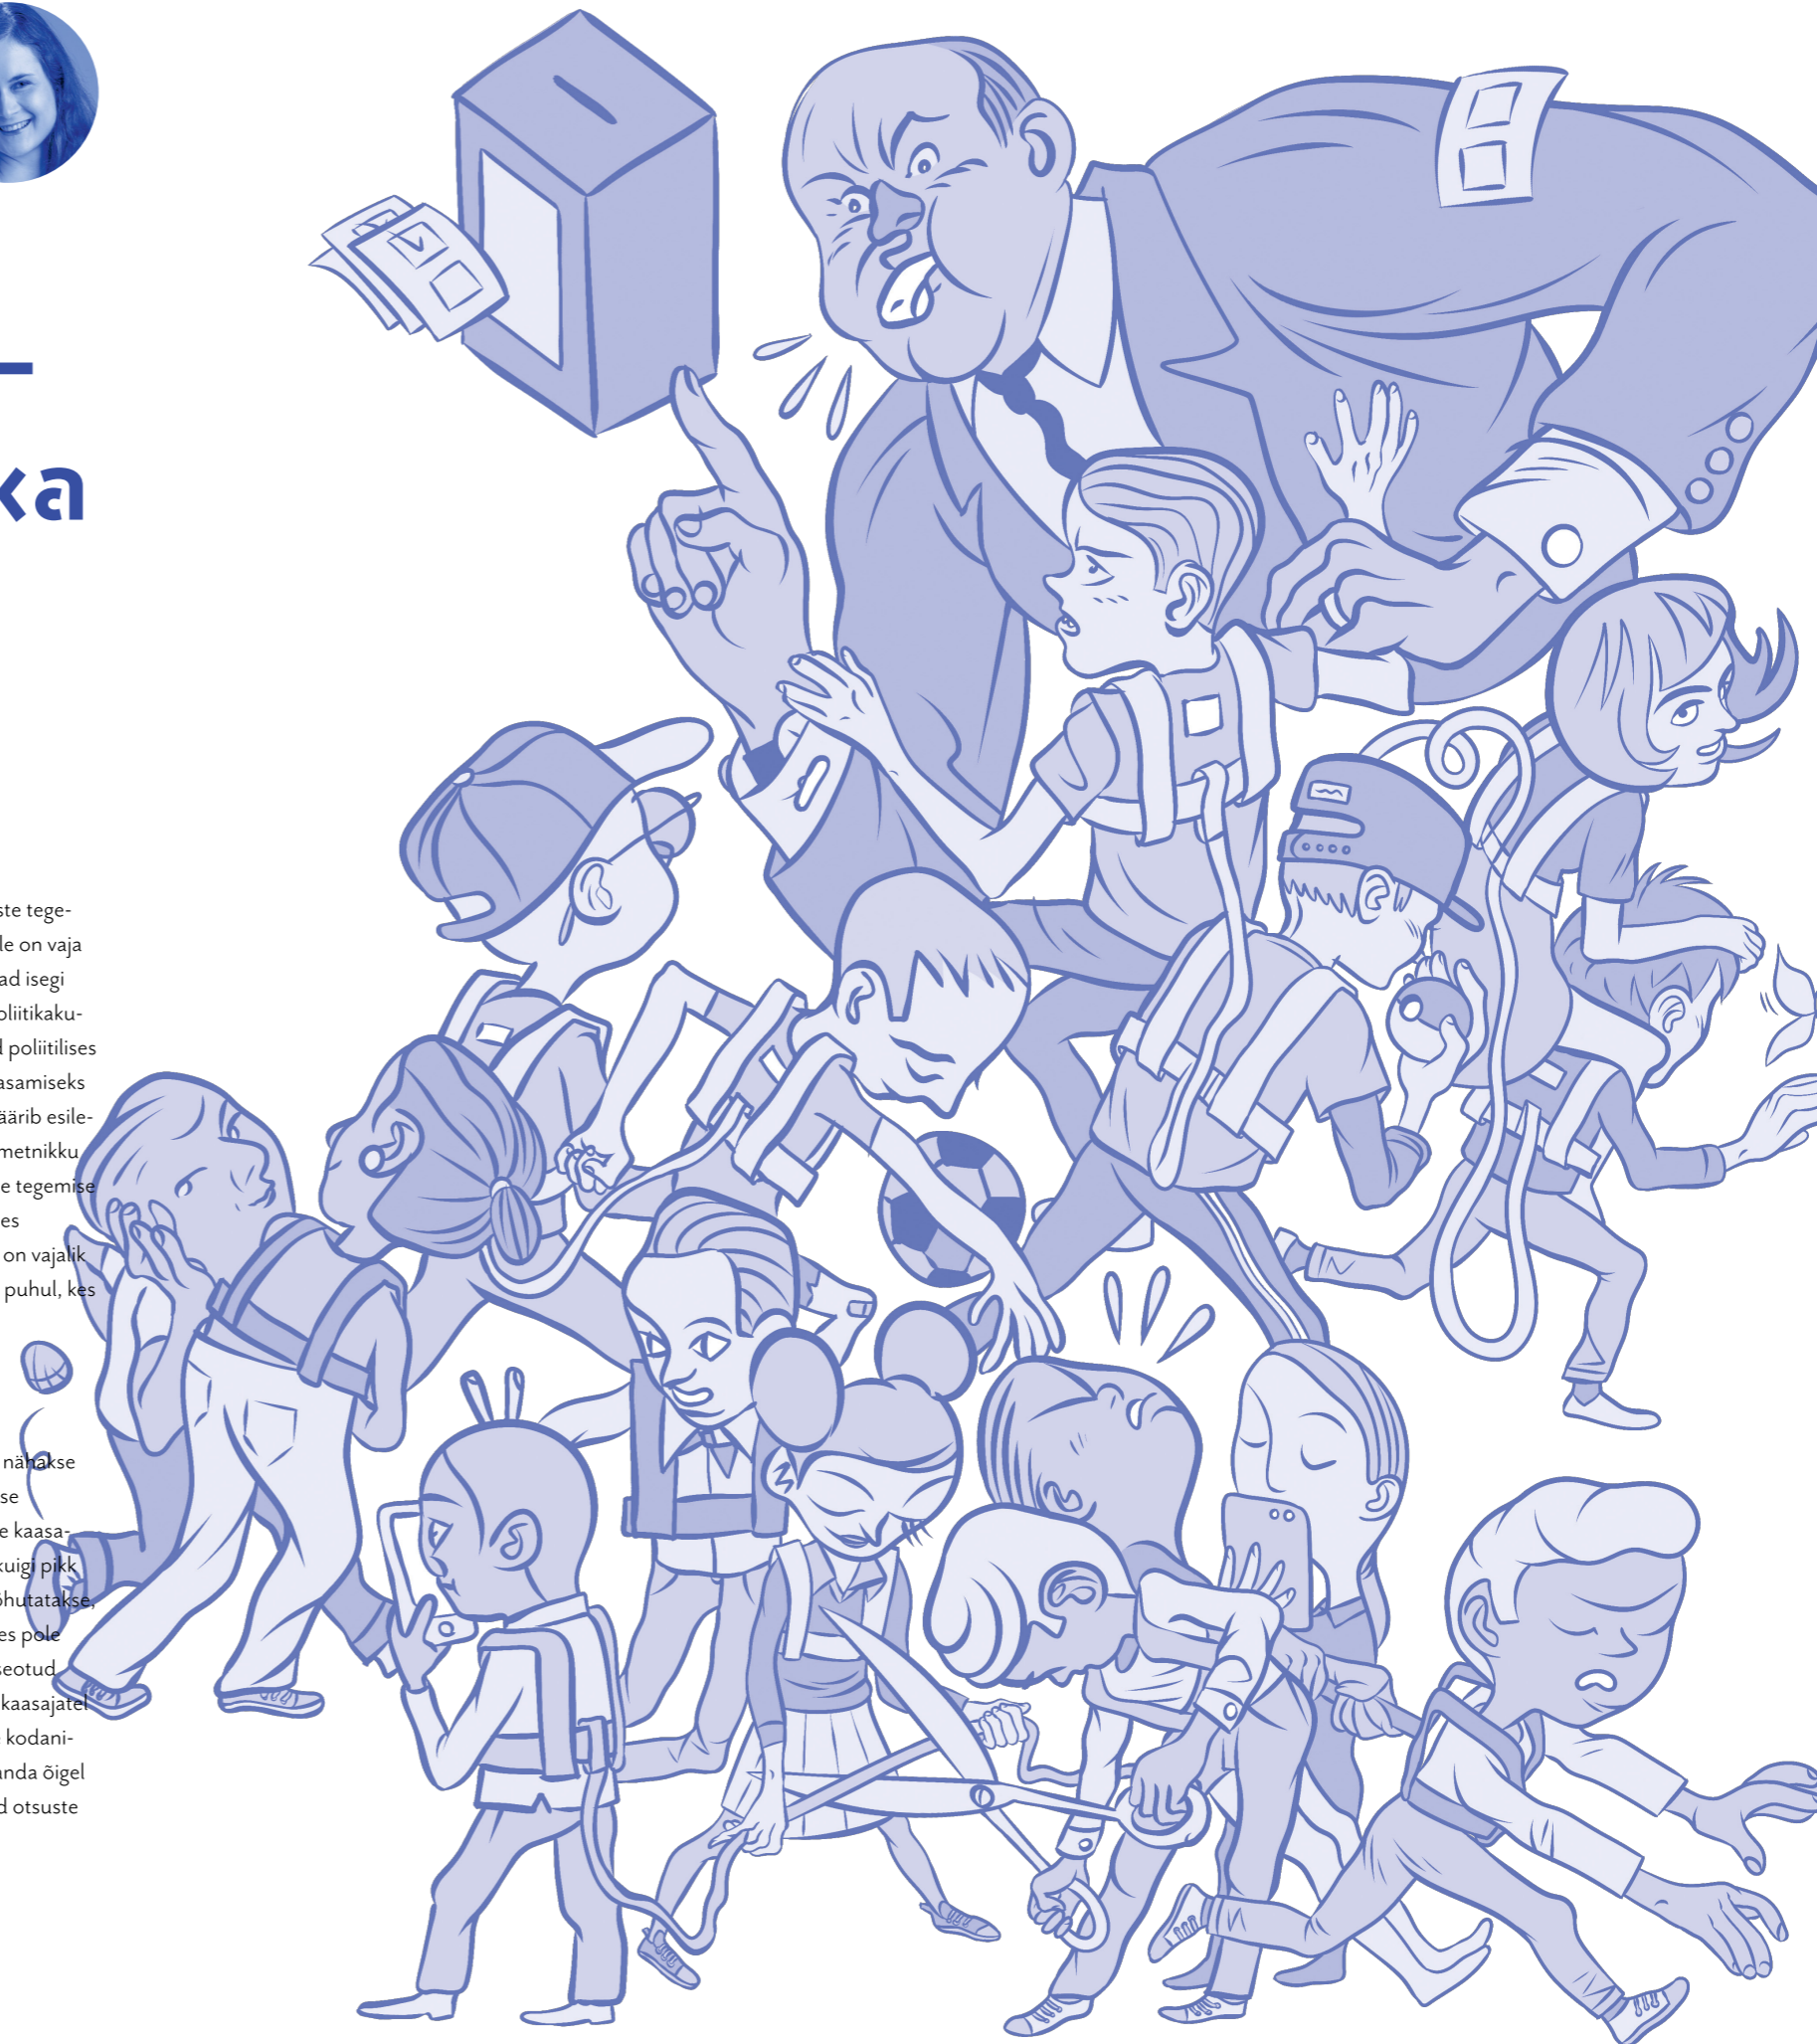 –
ka
ste tege-
le on vaja
ad isegi
oliitikaku-
d poliitilises
asamiseks
äärib esile-
metnikku
e tegemise
es
on vajalik
puhul, kes
nähakse
se
e kaasa-
kuigi pikk
õhutatakse,
es pole
seotud
kaasajatel
e kodani-
anda õigel
d otsuste